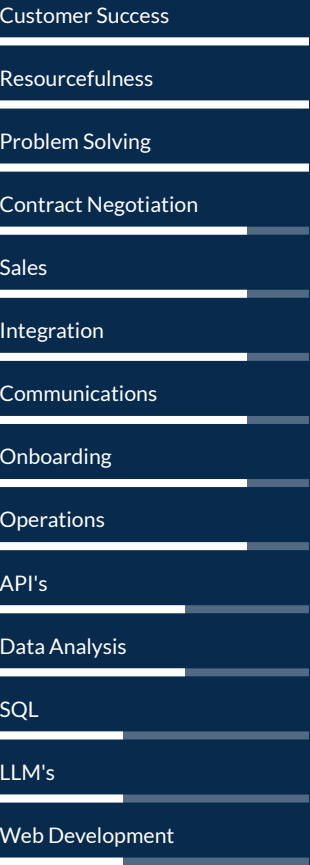 Customer Success
Resourcefulness
Problem Solving
Contract Negotiation
Sales
Integration
Communications
Onboarding
Operations
API's
Data Analysis
SQL
LLM's
Web Development